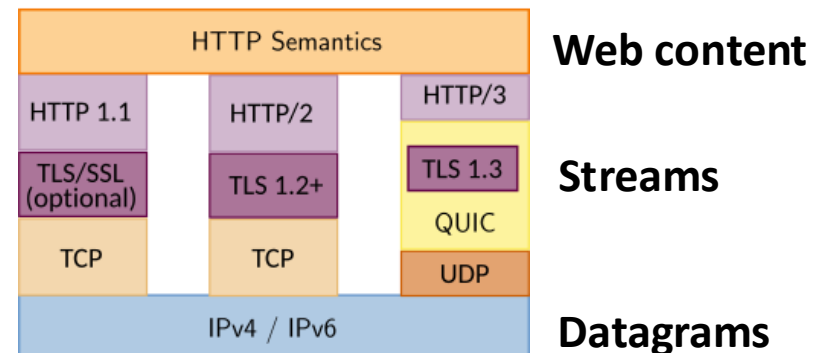 HTTP Semantics
Web content
HTTP 1.1
HTTP/2
HTTP/3
TLS/SSL
(optional)
TLS 1.2+
TLS 1.3
Streams
QUIC
TCP
TCP
UDP
IPv4 / IPv6
Datagrams